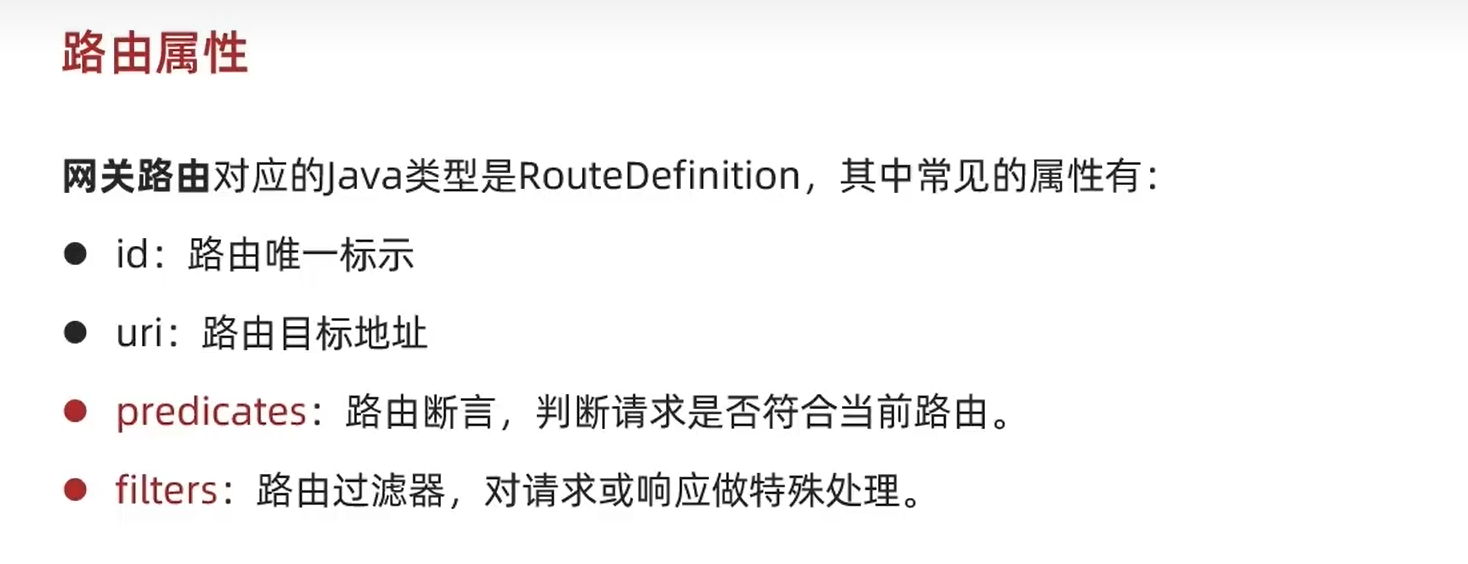 路由属性
网关路由对应的Java类型是RouteDefinition，其中常见的属性有：
● id：路由唯一标示
● uri：路由目标地址
● predicates：路由断言，判断请求是否符合当前路由。
● filters：路由过滤器，对请求或响应做特殊处理。